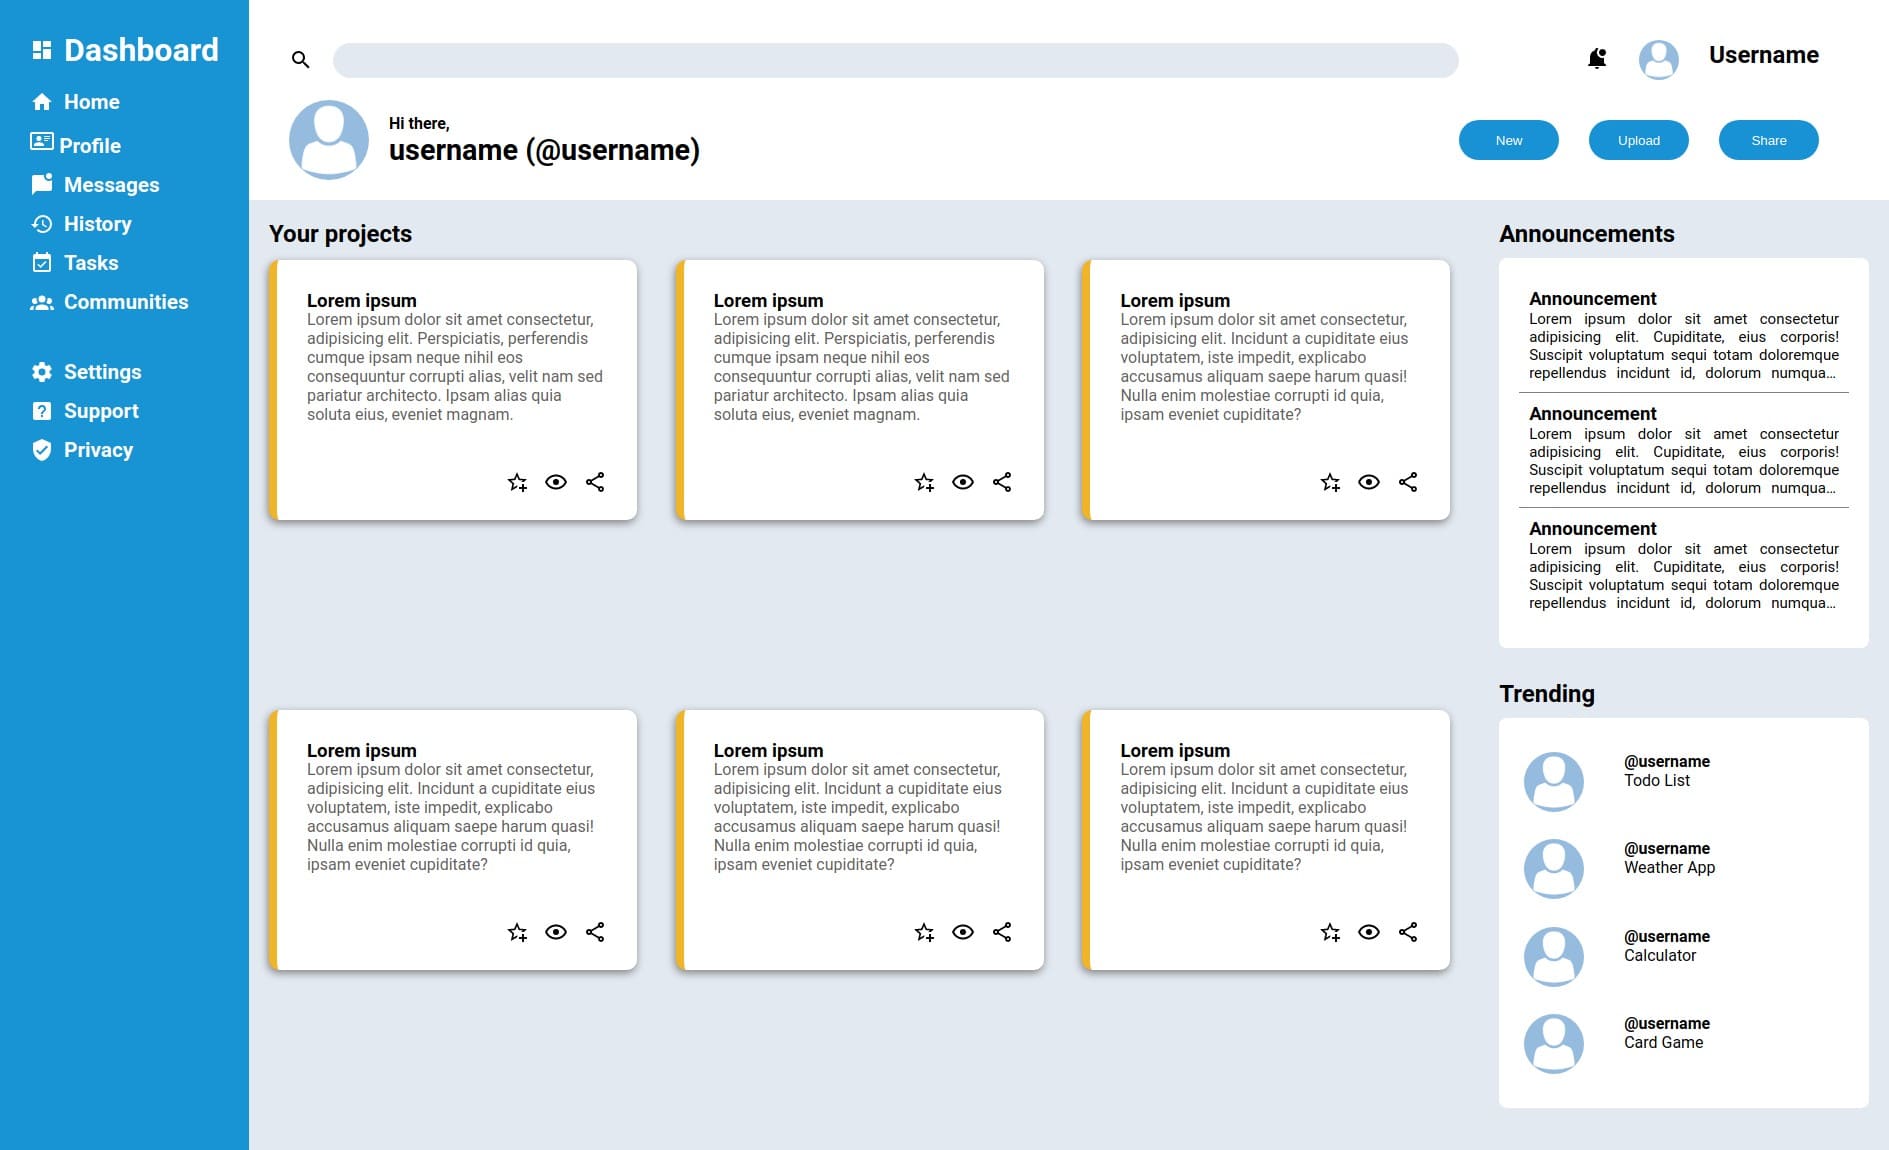 Dashboard
Home
Profile
Messages
History
Tasks
Communities
Settings
Support
Privacy
Username
Hi there,
username (@username)
New
Upload
Share
Your projects
Lorem ipsum
Lorem ipsum dolor sit amet consectetur,
adipisicing elit. Perspiciatis, perferendis
cumque ipsam neque nihil eos
consequuntur corrupti alias, velit nam sed
pariatur architecto. Ipsam alias quia
soluta eius, eveniet magnam.
Lorem ipsum
Lorem ipsum dolor sit amet consectetur,
adipisicing elit. Perspiciatis, perferendis
cumque ipsam neque nihil eos
consequuntur corrupti alias, velit nam sed
pariatur architecto. Ipsam alias quia
soluta eius, eveniet magnam.
Lorem ipsum
Lorem ipsum dolor sit amet consectetur,
adipisicing elit. Incidunt a cupiditate eius
voluptatem, iste impedit, explicabo
accusamus aliquam saepe harum quasi!
Nulla enim molestiae corrupti id quia,
ipsam eveniet cupiditate?
Lorem ipsum
Lorem ipsum dolor sit amet consectetur,
adipisicing elit. Incidunt a cupiditate eius
voluptatem, iste impedit, explicabo
accusamus aliquam saepe harum quasi!
Nulla enim molestiae corrupti id quia,
ipsam eveniet cupiditate?
Lorem ipsum
Lorem ipsum dolor sit amet consectetur,
adipisicing elit. Incidunt a cupiditate eius
voluptatem, iste impedit, explicabo
accusamus aliquam saepe harum quasi!
Nulla enim molestiae corrupti id quia,
ipsam eveniet cupiditate?
Lorem ipsum
Lorem ipsum dolor sit amet consectetur,
adipisicing elit. Incidunt a cupiditate eius
voluptatem, iste impedit, explicabo
accusamus aliquam saepe harum quasi!
Nulla enim molestiae corrupti id quia,
ipsam eveniet cupiditate?
Announcements
Announcement
Lorem ipsum dolor sit amet consectetur
adipisicing elit. Cupiditate, eius corporis!
Suscipit voluptatum sequi totam doloremque
repellendus incidunt id, dolorum numqua...
Announcement
Lorem ipsum dolor sit amet consectetur
adipisicing elit. Cupiditate, eius corporis!
Suscipit voluptatum sequi totam doloremque
repellendus incidunt id, dolorum numqua...
Announcement
Lorem ipsum dolor sit amet consectetur
adipisicing elit. Cupiditate, eius corporis!
Suscipit voluptatum sequi totam doloremque
repellendus incidunt id, dolorum numqua...
Trending
@username
Todo List
@username
Weather App
@username
Calculator
@username
Card Game